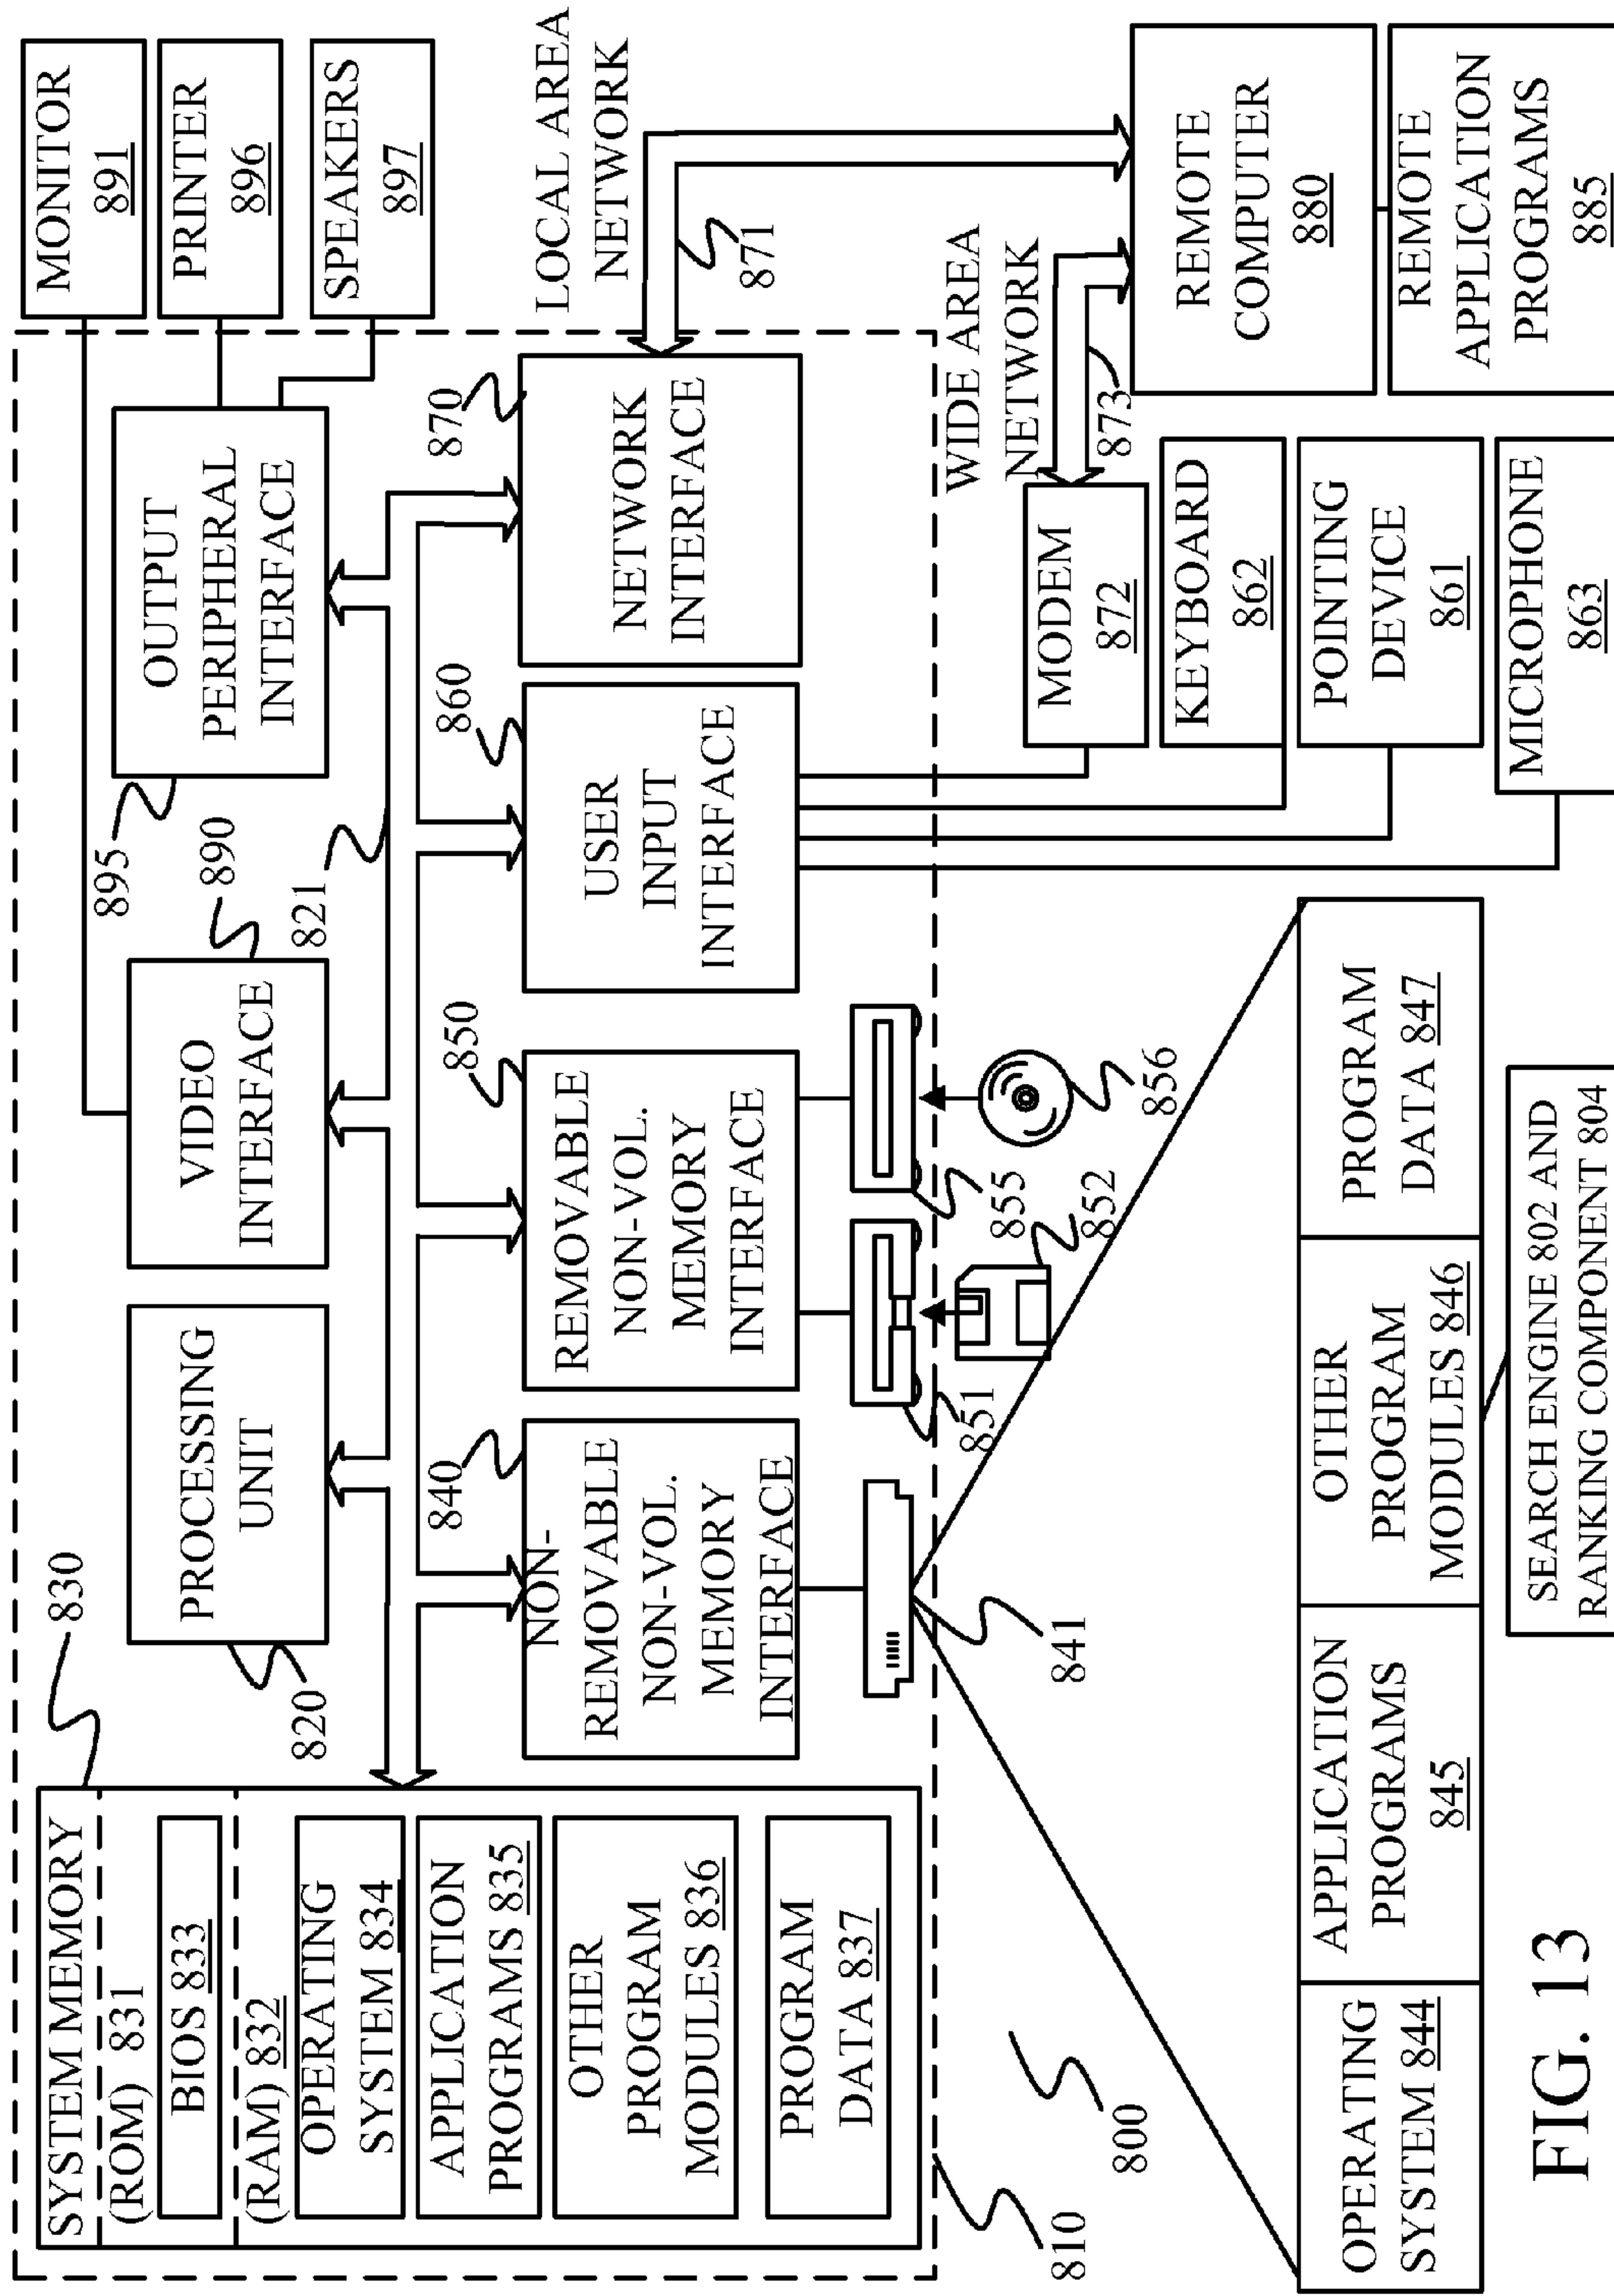 SYSTEM MEMORY
(ROM) 831
BIOS 833
(RAM) 832
OPERATING
SYSTEM 834
APPLICATION
PROGRAMS 835
OTHER
PROGRAM
MODULES 836
PROGRAM
DATA 837
830
820
PROCESSING
UNIT
VIDEO
INTERFACE
890
821
895
OUTPUT
PERIPHERAL
INTERFACE
MONITOR
891
PRINTER
896
SPEAKERS
897
840
NON-
REMOVABLE
NON-VOL.
MEMORY
INTERFACE
850
REMOVABLE
NON-VOL.
MEMORY
INTERFACE
860
USER
INPUT
INTERFACE
870
NETWORK
INTERFACE
LOCAL AREA
NETWORK
871
841
851
852
855
856
WIDE AREA
NETWORK
873
MODEM
872
KEYBOARD
862
POINTING
DEVICE
861
MICROPHONE
863
REMOTE
COMPUTER
880
REMOTE
APPLICATION
PROGRAMS
885
810
800
OPERATING
SYSTEM 844
APPLICATION
PROGRAMS
845
OTHER
PROGRAM
MODULES 846
PROGRAM
DATA 847
SEARCH ENGINE 802 AND
RANKING COMPONENT 804
FIG. 13